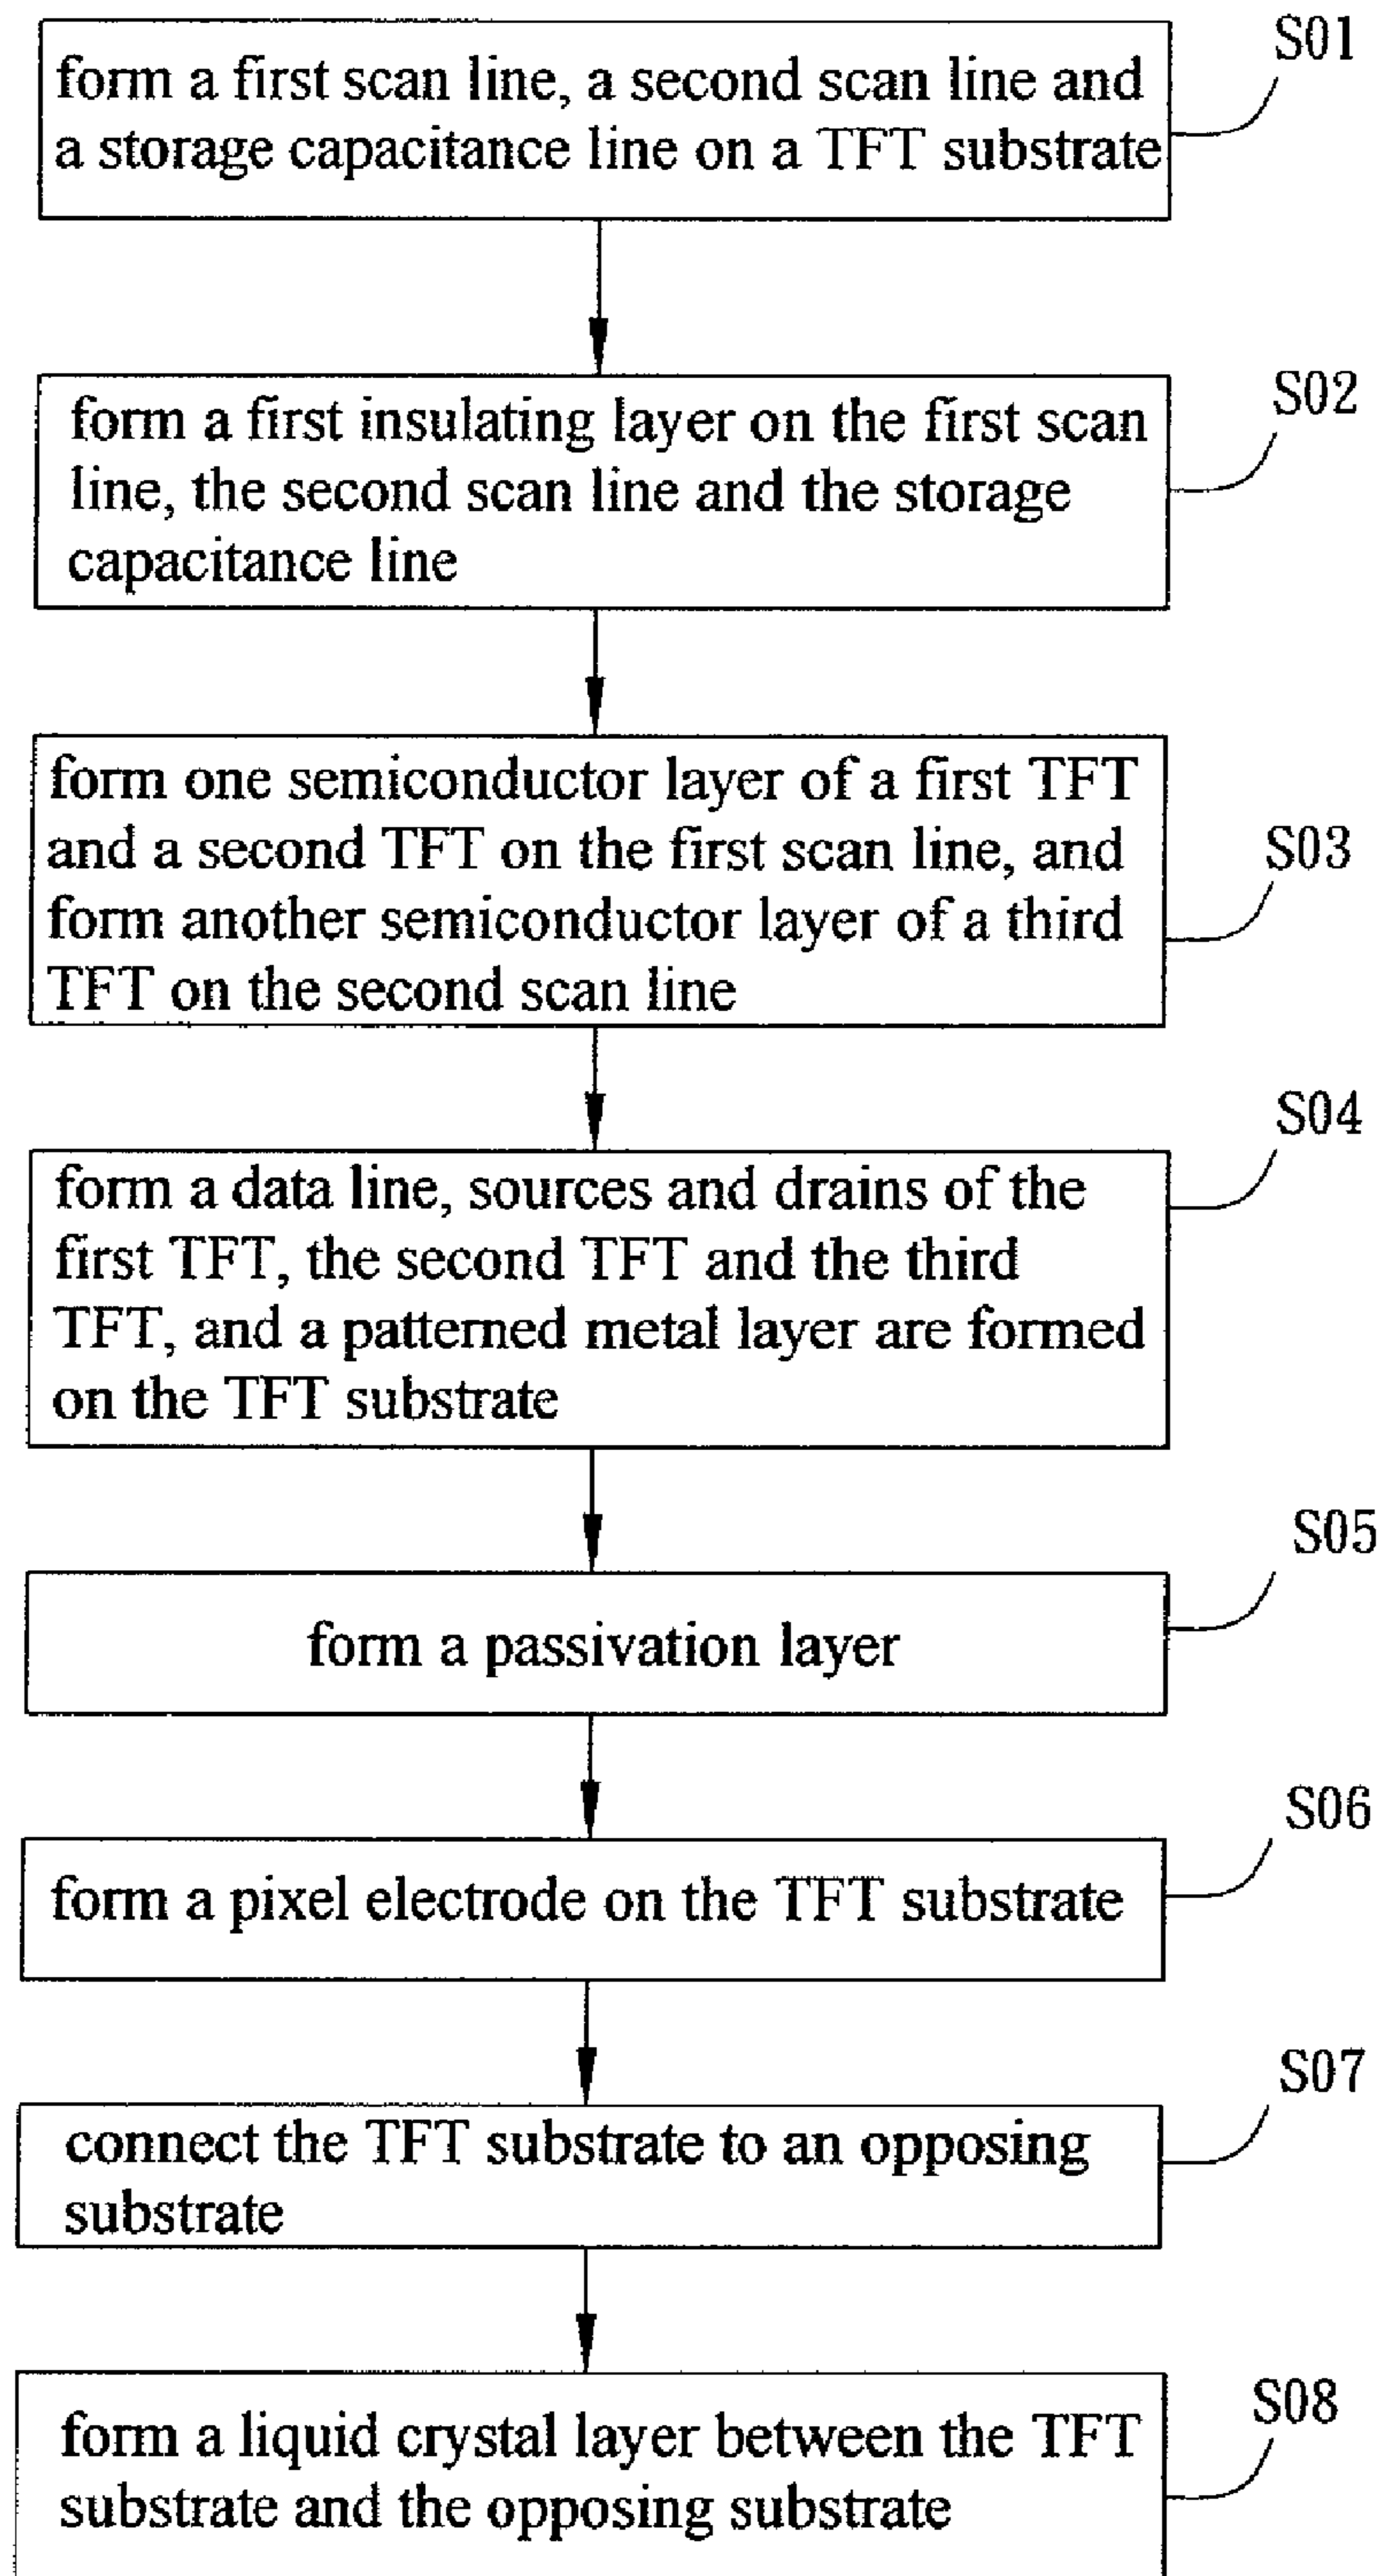 S01
form a first scan line, a second scan line and
a storage capacitance line on a TFT substrate
S02
form a first insulating layer on the first scan
line, the second scan line and the storage
capacitance line
form one semiconductor layer of a first TFT
and a second TFT on the first scan line, and
S03
form another semiconductor layer of a third
TFT on the second scan line
S04
form a data line, sources and drains of the
first TFT, the second TFT and the third
TFT, and a patterned metal layer are formed
on the TFT substrate
S05
form a passivation layer
S06
form a pixel electrode on the TFT substrate
S07
connect the TFT substrate to an opposing
substrate
S08
form a liquid crystal layer between the TFT
substrate and the opposing substrate